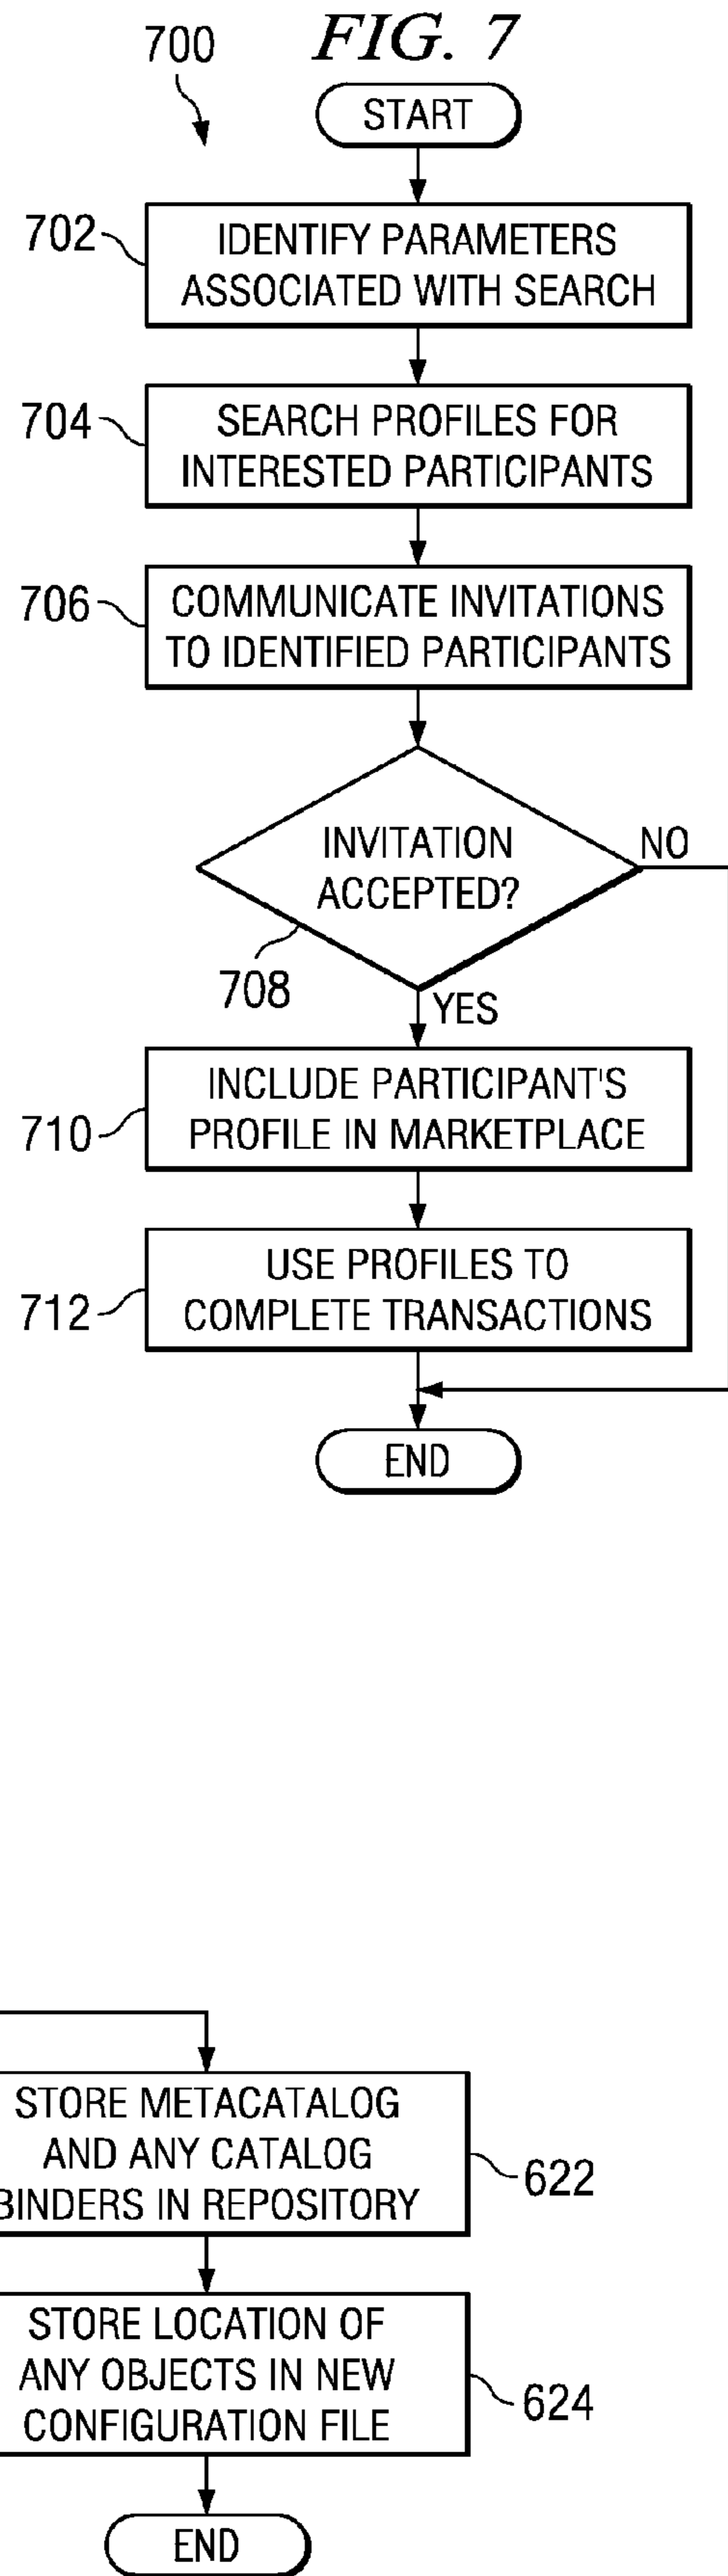 FIG. 7
700
START
702
IDENTIFY PARAMETERS
ASSOCIATED WITH SEARCH
704
SEARCH PROFILES FOR
INTERESTED PARTICIPANTS
706
COMMUNICATE INVITATIONS
TO IDENTIFIED PARTICIPANTS
INVITATION
ACCEPTED?
NO
708
YES
710
INCLUDE PARTICIPANT'S
PROFILE IN MARKETPLACE
712
USE PROFILES TO
COMPLETE TRANSACTIONS
END
STORE METACATALOG
AND ANY CATALOG
BINDERS IN REPOSITORY
622
STORE LOCATION OF
ANY OBJECTS IN NEW
CONFIGURATION FILE
624
END